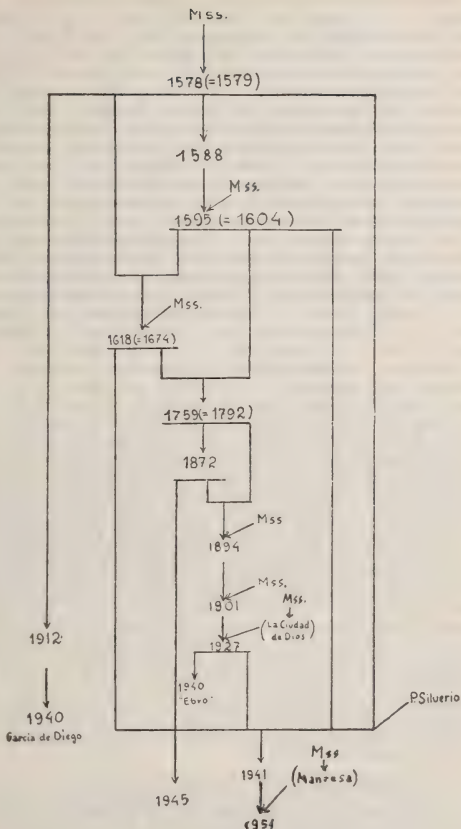 Mss.
1578(=1579)
1588
Mss.
1595(=1604)
Mss.
1618(=1674)
1759(=1792)
1872
Mss
1894
Mss.
Mss.
1901
(La Ciudad
de Dios)
1927
1912
1940
"Ebro"
1940
García de Diego
P.Silverio
1941
Mss
(Manresa)
1945
1954